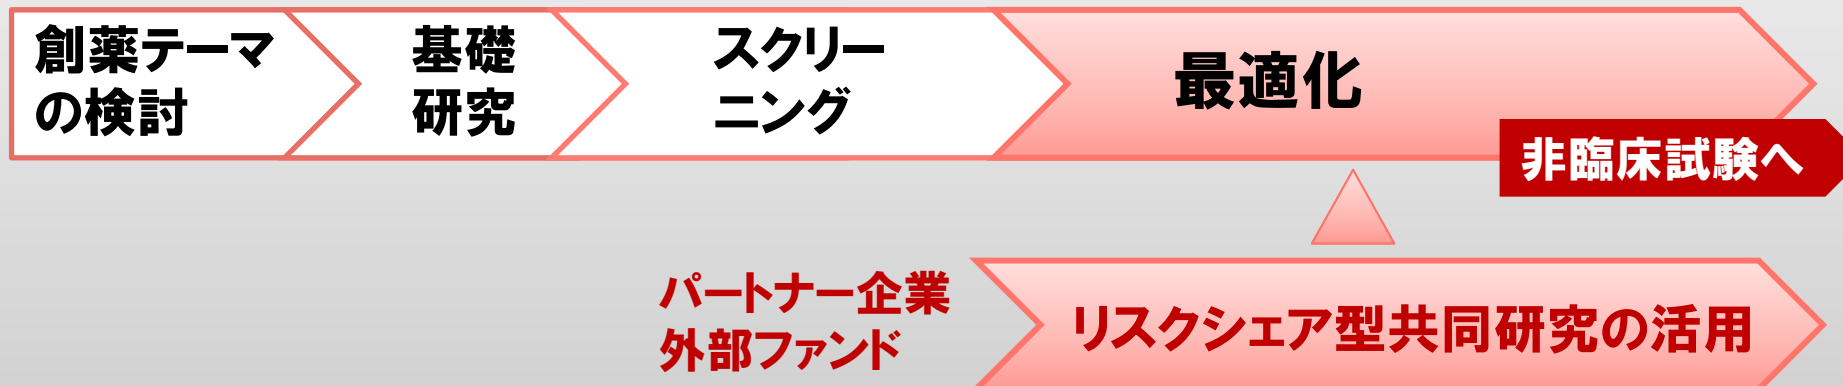 創薬テーマ
の検討
基礎
研究
スクリー
ニング
最適化
非臨床試験へ
パートナー企業
外部ファンド
リスクシェア型共同研究の活用